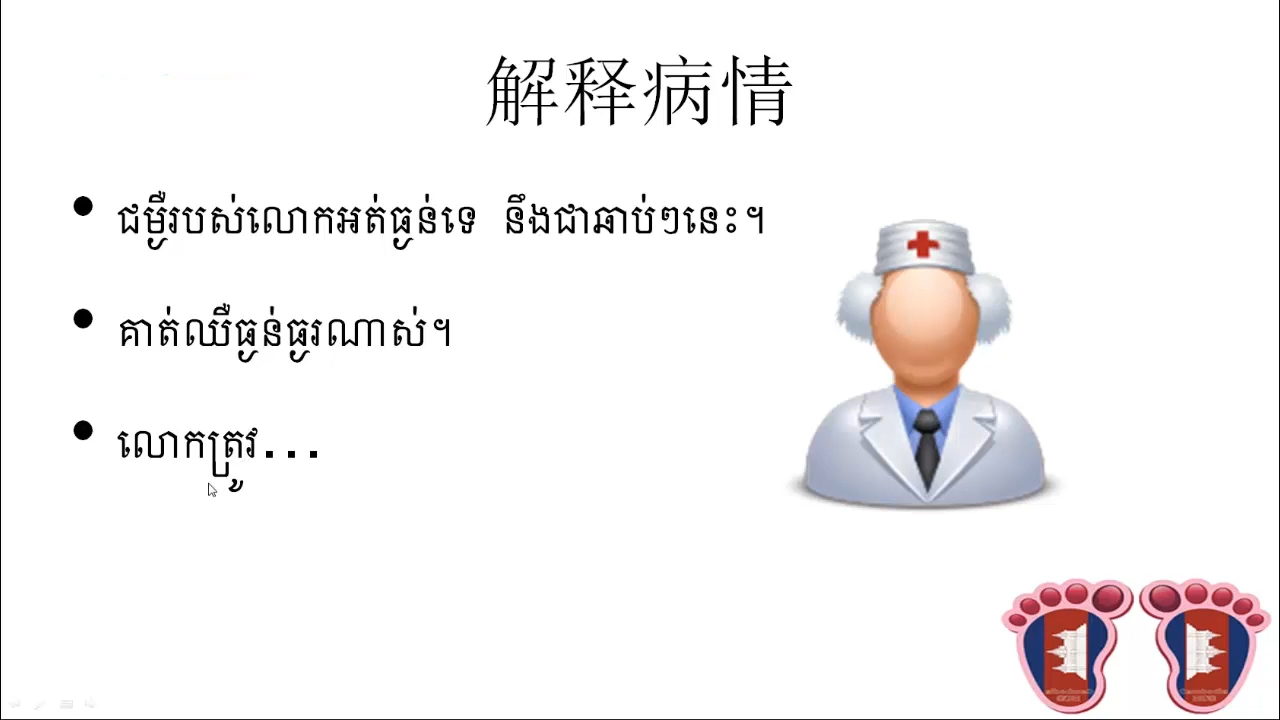 解释病情
• ជម្ងឺរបស់លោកអត់ធ្ងន់ទេ នឹងជាឆាប់ៗនេះ។
• គាត់ឈឺធ្ងន់ធ្ងរណាស់។
• លោកត្រូវ...